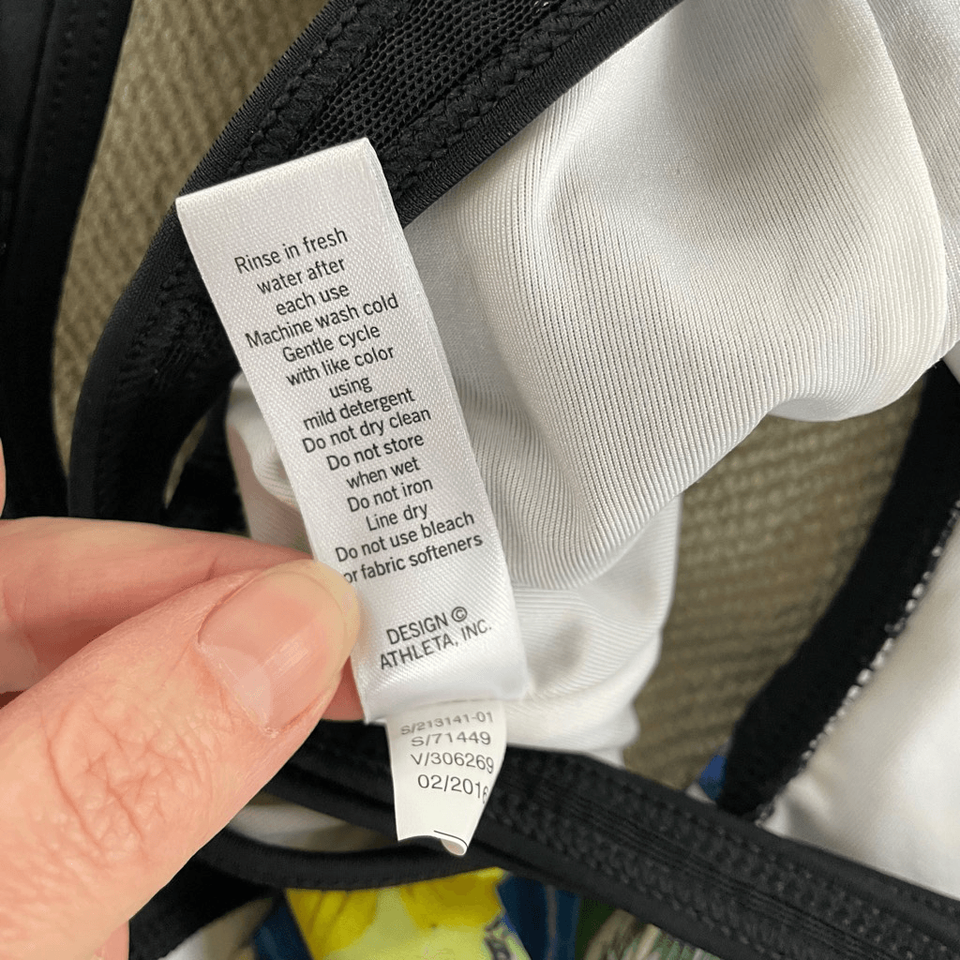 Rinse in fresh
water after
each use
Machine wash cold
Gentle cycle
with like color
using
mild detergent
Do not dry clean
Do not store
when wet
Do not iron
Line dry
Do not use bleach
or fabric softeners
DESIGN ©
ATHLETA, INC.
S/213141-01
S/71449
V/306269